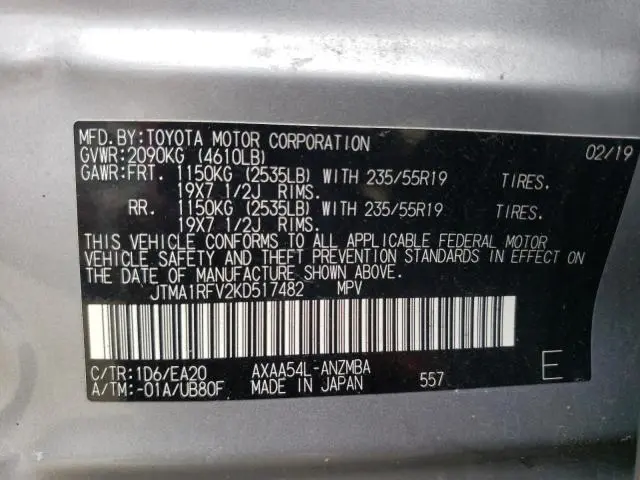 MFD.BY:TOYOTA MOTOR CORPORATION 02/19
GVWR:2090KG (4610LB)
GAWR:FRT. 1150KG (2535LB) WITH 235/55R19 TIRES.
19X7 1/2J RIMS.
RR. 1150KG (2535LB) WITH 235/55R19 TIRES.
19X7 1/2J RIMS.
THIS VEHICLE CONFORMS TO ALL APPLICABLE FEDERAL MOTOR
VEHICLE SAFETY AND THEFT PREVENTION STANDARDS IN EFFECT
ON THE DATE OF MANUFACTURE SHOWN ABOVE.
JTMA1RFV2KD517482 MPV
C/TR:1D6/EA20 AXAA54L-ANZMBA E
A/TM:-01A/UB80F MADE IN JAPAN 557